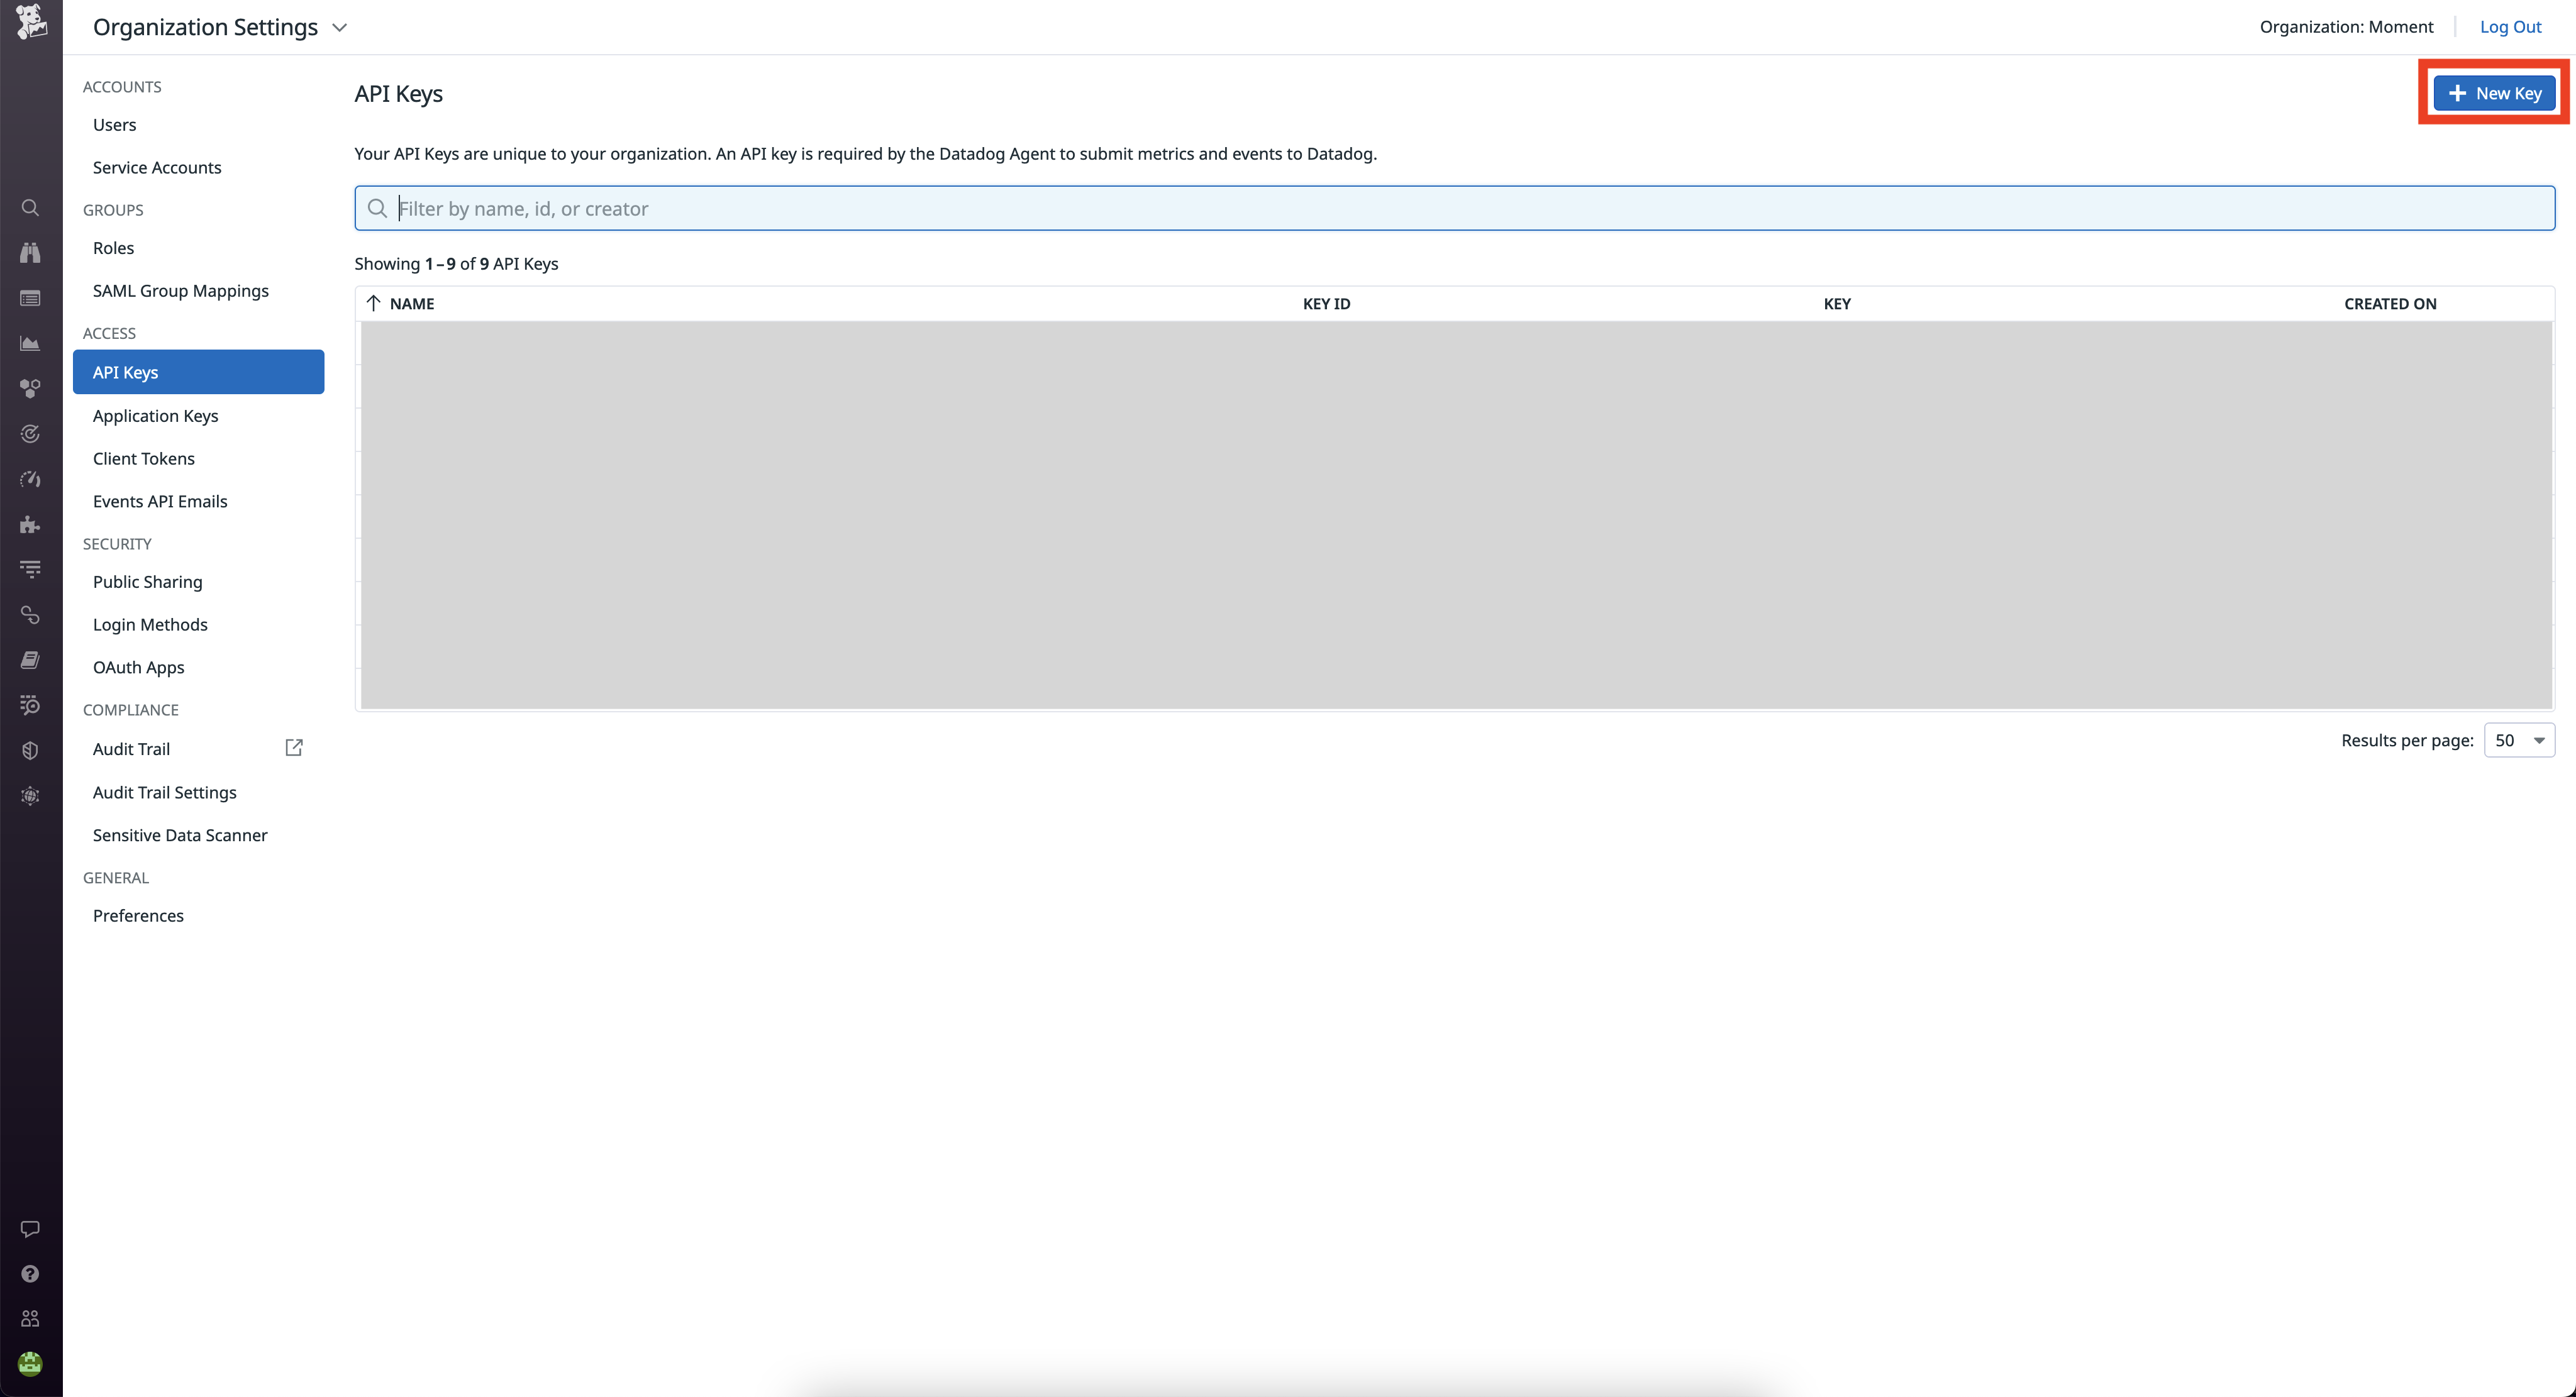 Organization Settings
Organization: Moment
Log Out
ACCOUNTS
Users
Service Accounts
GROUPS
Roles
SAML Group Mappings
ACCESS
API Keys
Application Keys
Client Tokens
Events API Emails
SECURITY
Public Sharing
Login Methods
OAuth Apps
COMPLIANCE
Audit Trail
Audit Trail Settings
Sensitive Data Scanner
GENERAL
Preferences
API Keys
New Key
Your API Keys are unique to your organization. An API key is required by the Datadog Agent to submit metrics and events to Datadog.
Filter by name, id, or creator
Showing 1–9 of 9 API Keys
NAME KEY ID KEY CREATED ON
Results per page: 50